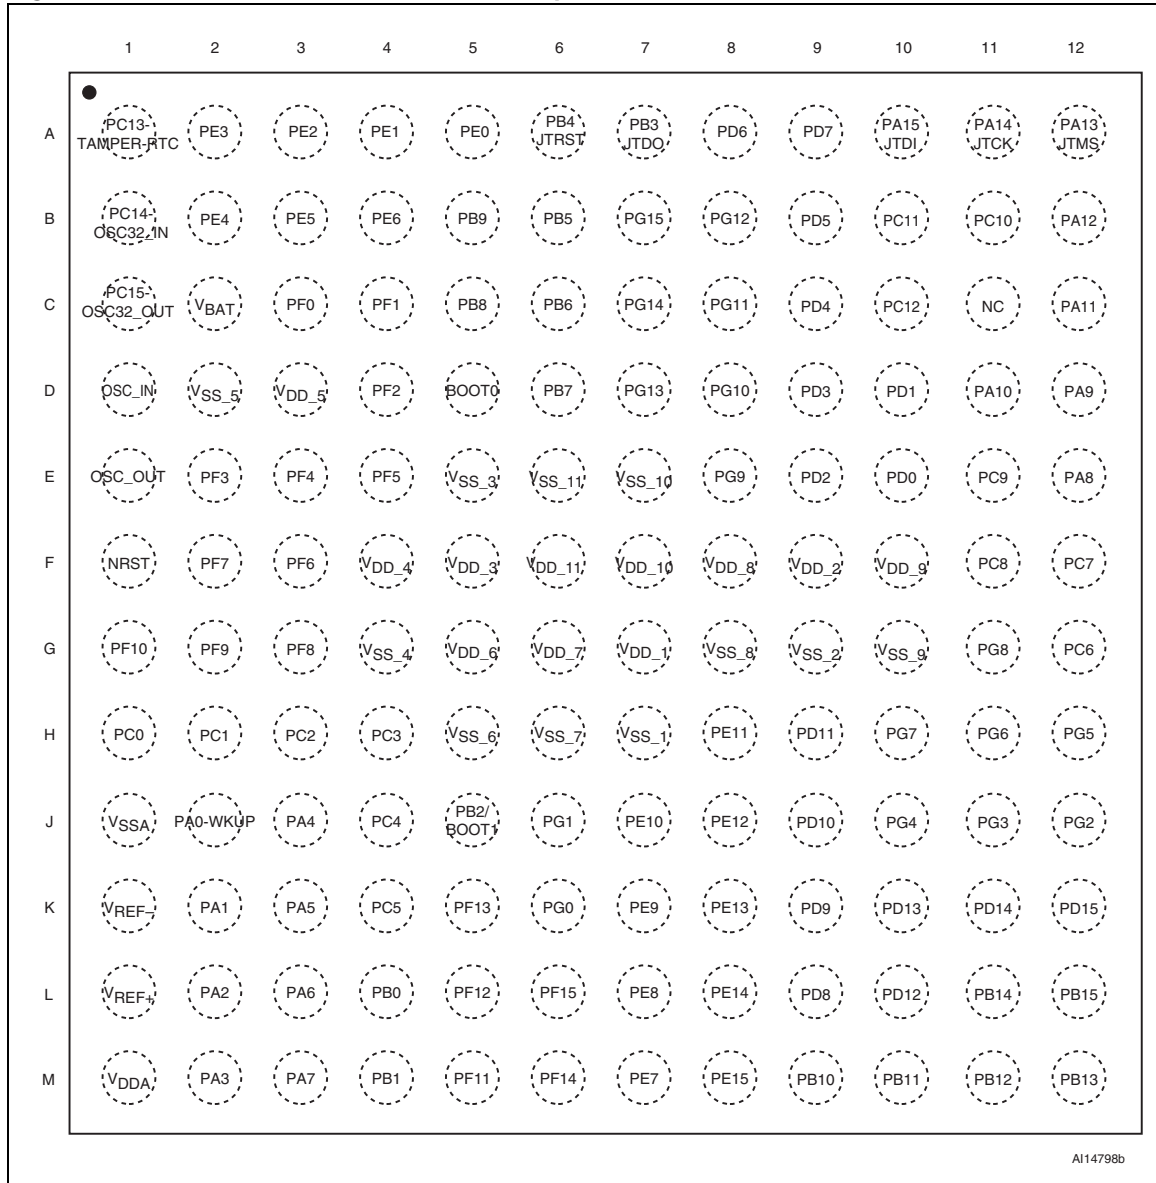 1 2 3 4 5 6 7 8 9 10 11 12
A PC13-TAMPER-RTC PE3 PE2 PE1 PE0 PB4 JTRST PB3 JTDO PD6 PD7 PA15 JTDI PA14 JTCK PA13 JTMS
B PC14-OSC32_IN PE4 PE5 PE6 PB9 PB5 PG15 PG12 PD5 PC11 PC10 PA12
C PC15-OSC32_OUT VBAT PF0 PF1 PB8 PB6 PG14 PG11 PD4 PC12 NC PA11
D OSC_IN VSS_5 VDD_5 PF2 BOOT0 PB7 PG13 PG10 PD3 PD1 PA10 PA9
E OSC_OUT PF3 PF4 PF5 VSS_3 VSS_11 VSS_10 PG9 PD2 PD0 PC9 PA8
F NRST PF7 PF6 VDD_4 VDD_3 VDD_11 VDD_10 VDD_8 VDD_2 VDD_9 PC8 PC7
G PF10 PF9 PF8 VSS_4 VDD_6 VDD_7 VDD_1 VSS_8 VSS_2 VSS_9 PG8 PC6
H PC0 PC1 PC2 PC3 VSS_6 VSS_7 VSS_1 PE11 PD11 PG7 PG6 PG5
J VSSA PA0-WKUP PA4 PC4 PB2/BOOT1 PG1 PE10 PE12 PD10 PG4 PG3 PG2
K VREF– PA1 PA5 PC5 PF13 PG0 PE9 PE13 PD9 PD13 PD14 PD15
L VREF+ PA2 PA6 PB0 PF12 PF15 PE8 PE14 PD8 PD12 PB14 PB15
M VDDA PA3 PA7 PB1 PF11 PF14 PE7 PE15 PB10 PB11 PB12 PB13
AI14798b